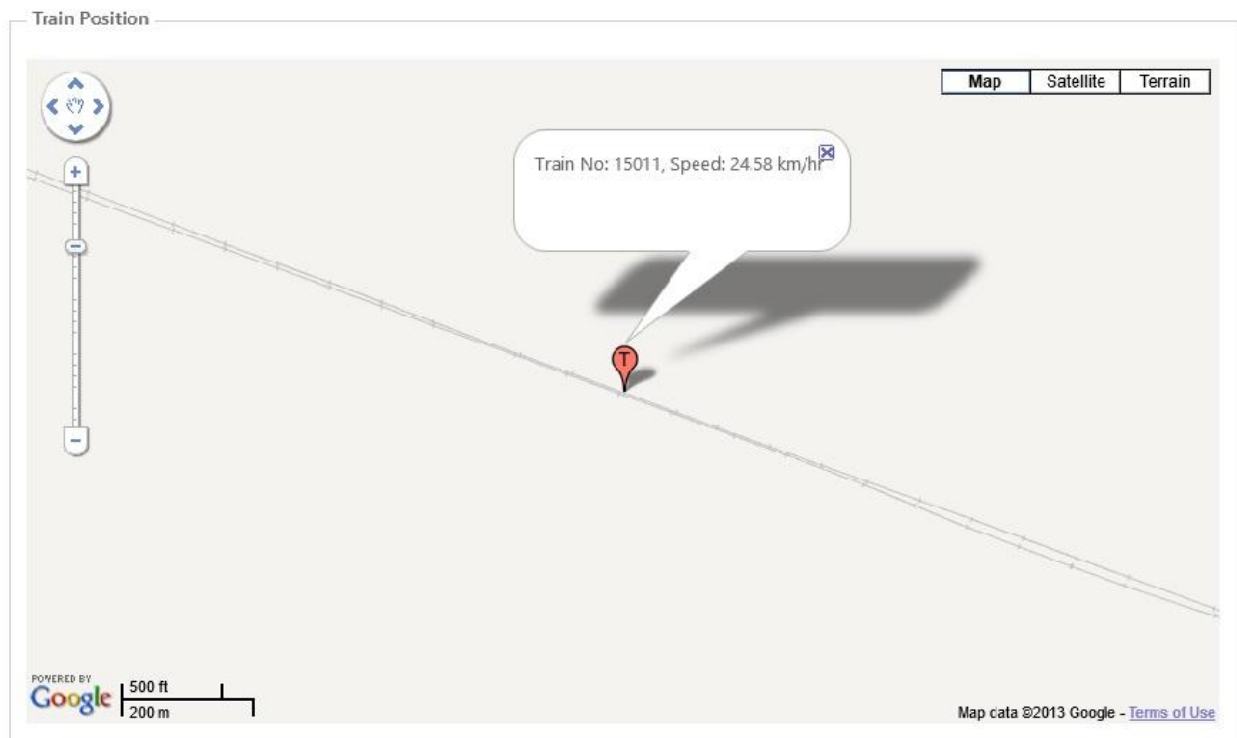 Train Position
Map Satellite Terrain
Train No: 15011, Speed: 24.58 km/hr
T
POWERED BY
Google
500 ft
200 m
Map data ©2013 Google - Terms of Use